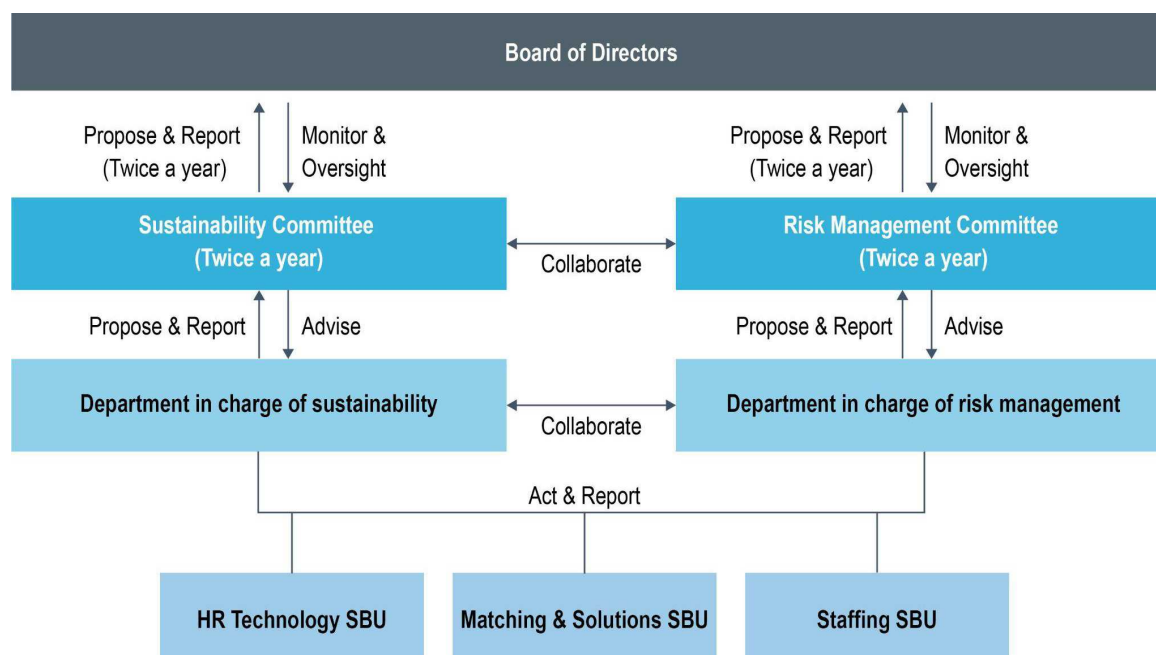 Board of Directors
Propose & Report
(Twice a year)
Monitor &
Oversight
Propose & Report
(Twice a year)
Monitor &
Oversight
Sustainability Committee
(Twice a year)
Collaborate
Risk Management Committee
(Twice a year)
Propose & Report
Advise
Propose & Report
Advise
Department in charge of sustainability
Collaborate
Department in charge of risk management
Act & Report
HR Technology SBU
Matching & Solutions SBU
Staffing SBU